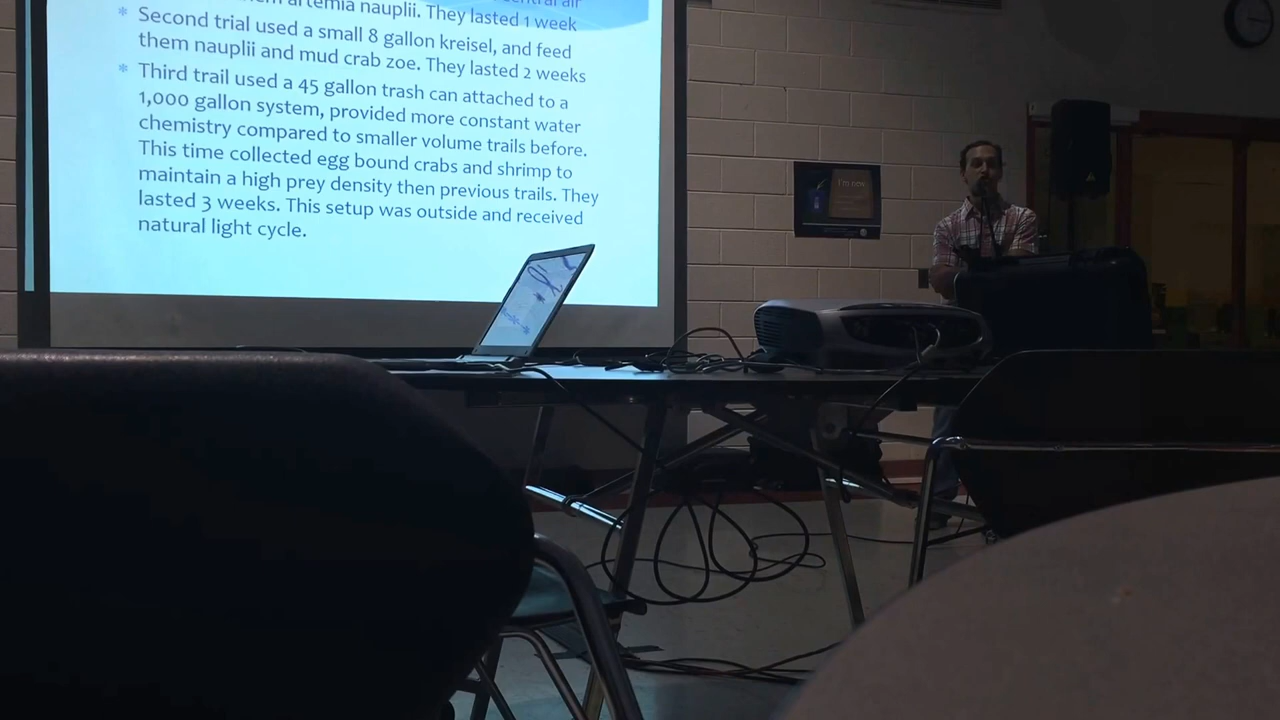 artemia nauplii. They lasted 1 week
* Second trial used a small 8 gallon kreisel, and feed
them nauplii and mud crab zoe. They lasted 2 weeks
* Third trail used a 45 gallon trash can attached to a
1,000 gallon system, provided more constant water
chemistry compared to smaller volume trails before.
This time collected egg bound crabs and shrimp to
maintain a high prey density then previous trails. They
lasted 3 weeks. This setup was outside and received
natural light cycle.